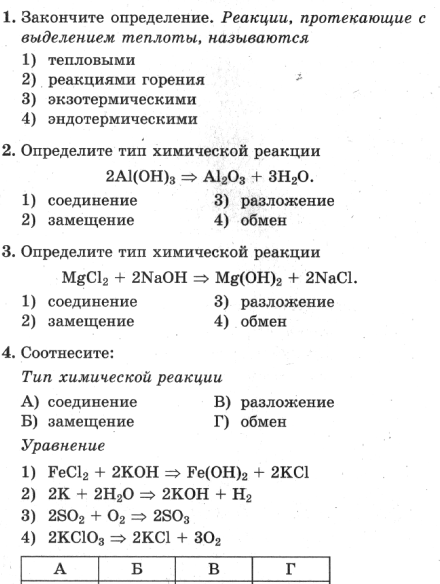 1. Закончите определение. Реакции, протекающие с
выделением теплоты, называются
1) тепловыми
2) реакциями горения
3) экзотермическими
4) эндотермическими
2. Определите тип химической реакции
2Al(OH)₃ ⇒ Al₂O₃ + 3H₂O.
1) соединение 3) разложение
2) замещение 4) обмен
3. Определите тип химической реакции
MgCl₂ + 2NaOH ⇒ Mg(OH)₂ + 2NaCl.
1) соединение 3) разложение
2) замещение 4) обмен
4. Соотнесите:
Тип химической реакции
А) соединение В) разложение
Б) замещение Г) обмен
Уравнение
1) FeCl₂ + 2KOH ⇒ Fe(OH)₂ + 2KCl
2) 2K + 2H₂O ⇒ 2KOH + H₂
3) 2SO₂ + O₂ ⇒ 2SO₃
4) 2KClO₃ ⇒ 2KCl + 3O₂
А Б В Г